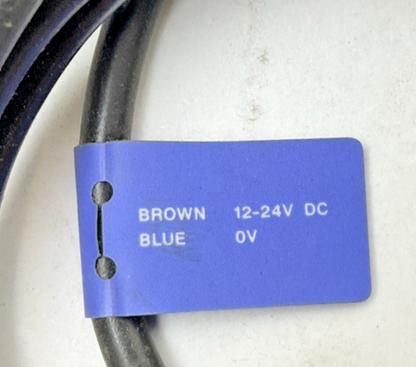 BROWN 12-24V DC
BLUE 0V